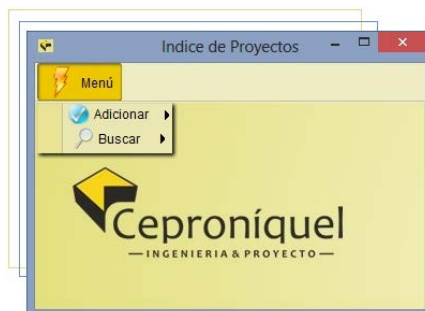 Indice de Proyectos
Menú
Adicionar
Buscar
Ceproníquel
INGENIERIA & PROYECTO